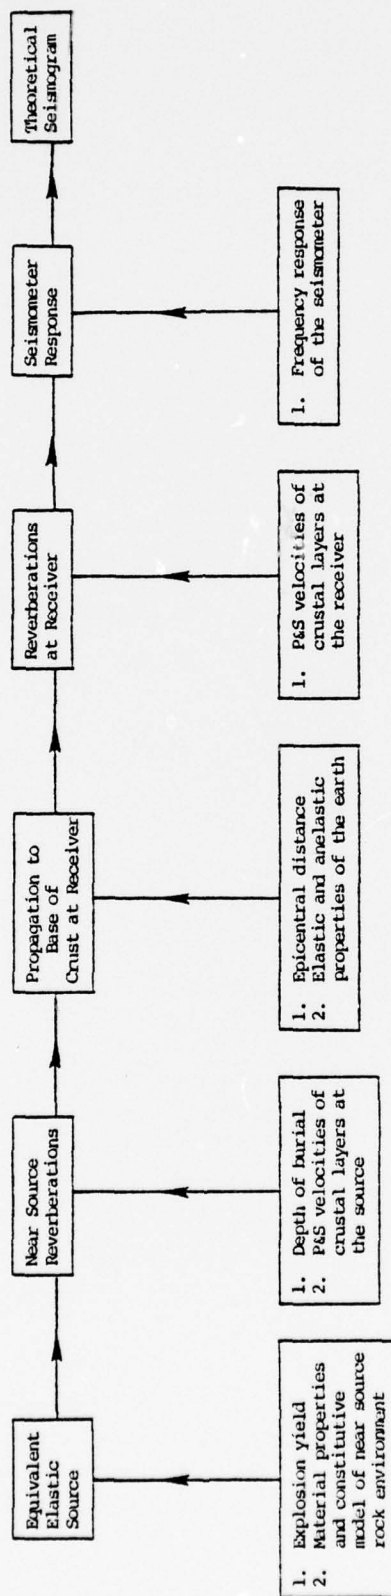 Equivalent
Elastic
Source
Near Source
Reverberations
Propagation to
Base of
Crust at Receiver
Reverberations
at Receiver
Seismometer
Response
Theoretical
Seismogram
1. Explosion yield
2. Material properties
and constitutive
model of near source
rock environment
1. Depth of burial
2. P&S velocities of
crustal layers at
the source
1. Epicentral distance
2. Elastic and anelastic
properties of the earth
1. P&S velocities of
crustal layers at
the receiver
1. Frequency response
of the seismometer